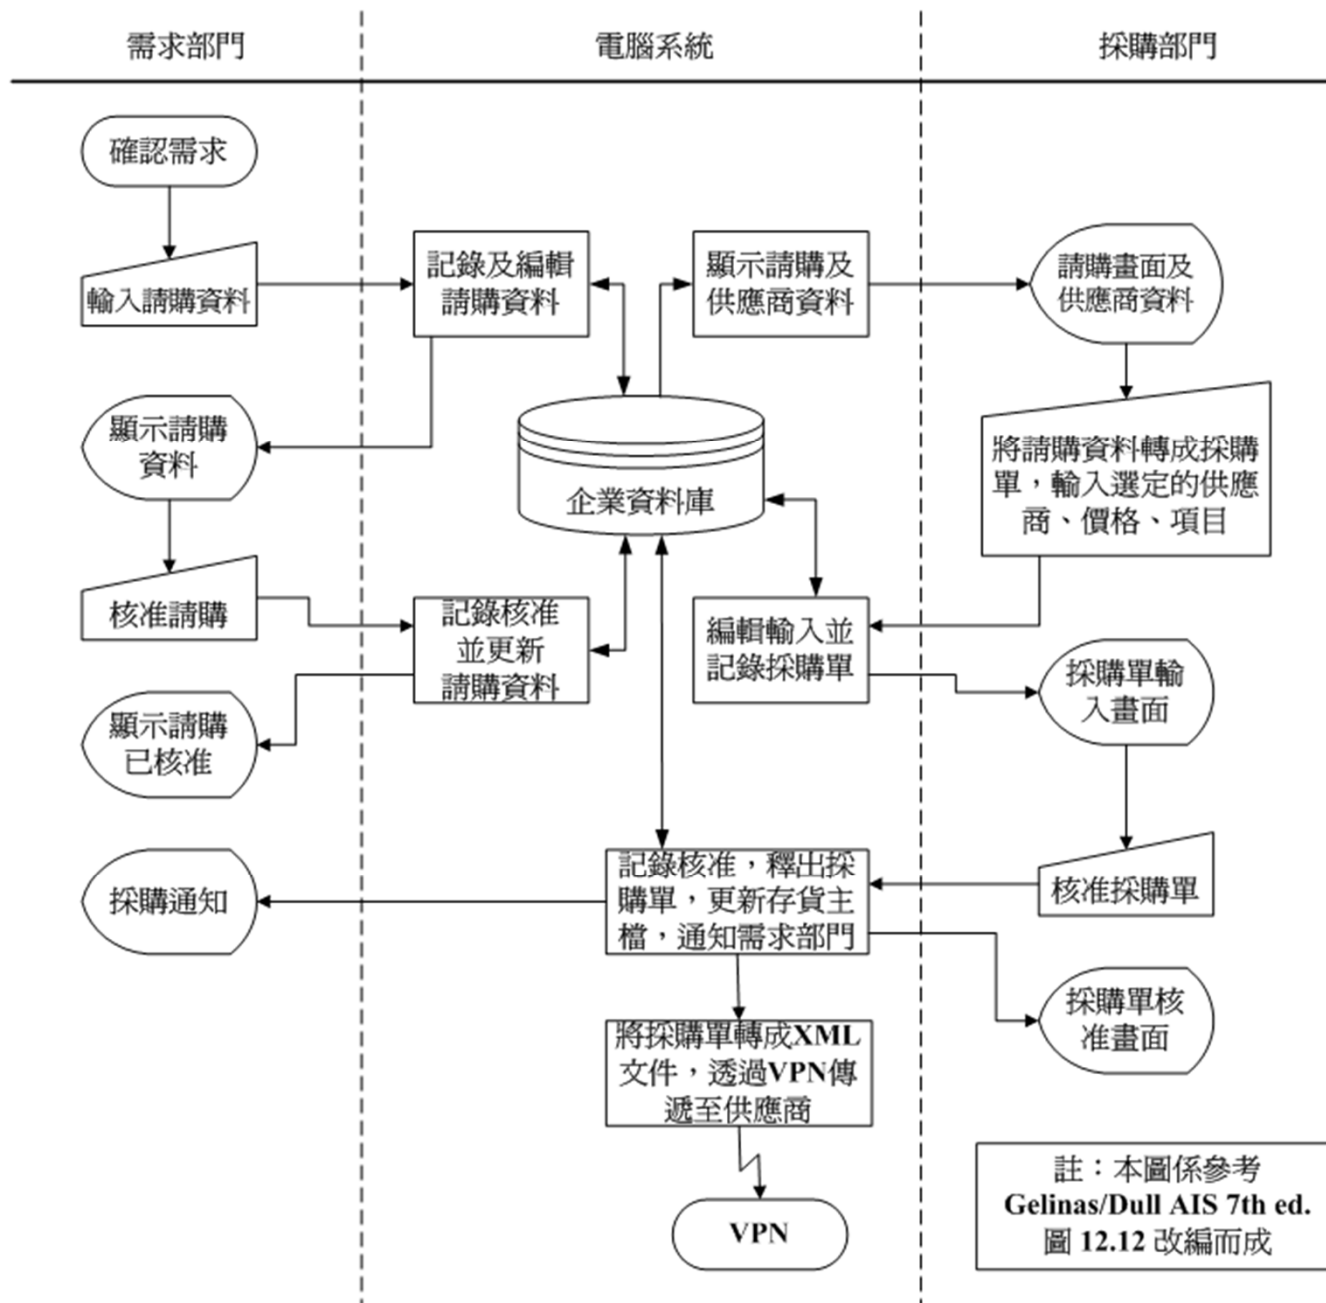 需求部門
電腦系統
採購部門
確認需求
輸入請購資料
記錄及編輯
請購資料
顯示請購及
供應商資料
請購畫面及
供應商資料
顯示請購
資料
企業資料庫
將請購資料轉成採購
單，輸入選定的供應
商、價格、項目
核准請購
記錄核准
並更新
請購資料
編輯輸入並
記錄採購單
採購單輸
入畫面
顯示請購
已核准
採購通知
記錄核准，釋出採
購單，更新存貨主
檔，通知需求部門
核准採購單
採購單核
准畫面
將採購單轉成XML
文件，透過VPN傳
遞至供應商
VPN
註：本圖係參考
Gelinas/Dull AIS 7th ed.
圖 12.12 改編而成